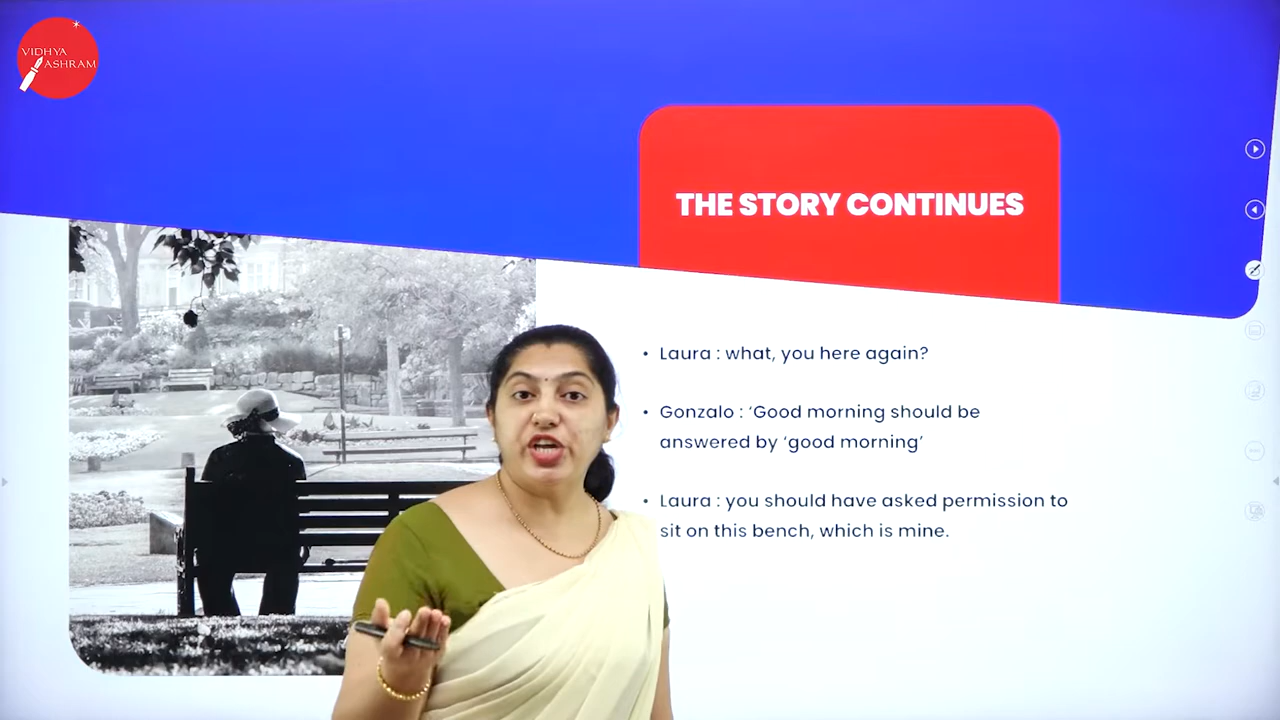 VIDHYA
ASHRAM
THE STORY CONTINUES
• Laura : what, you here again?
• Gonzalo : ‘Good morning should be
answered by ‘good morning’
• Laura : you should have asked permission to
sit on this bench, which is mine.